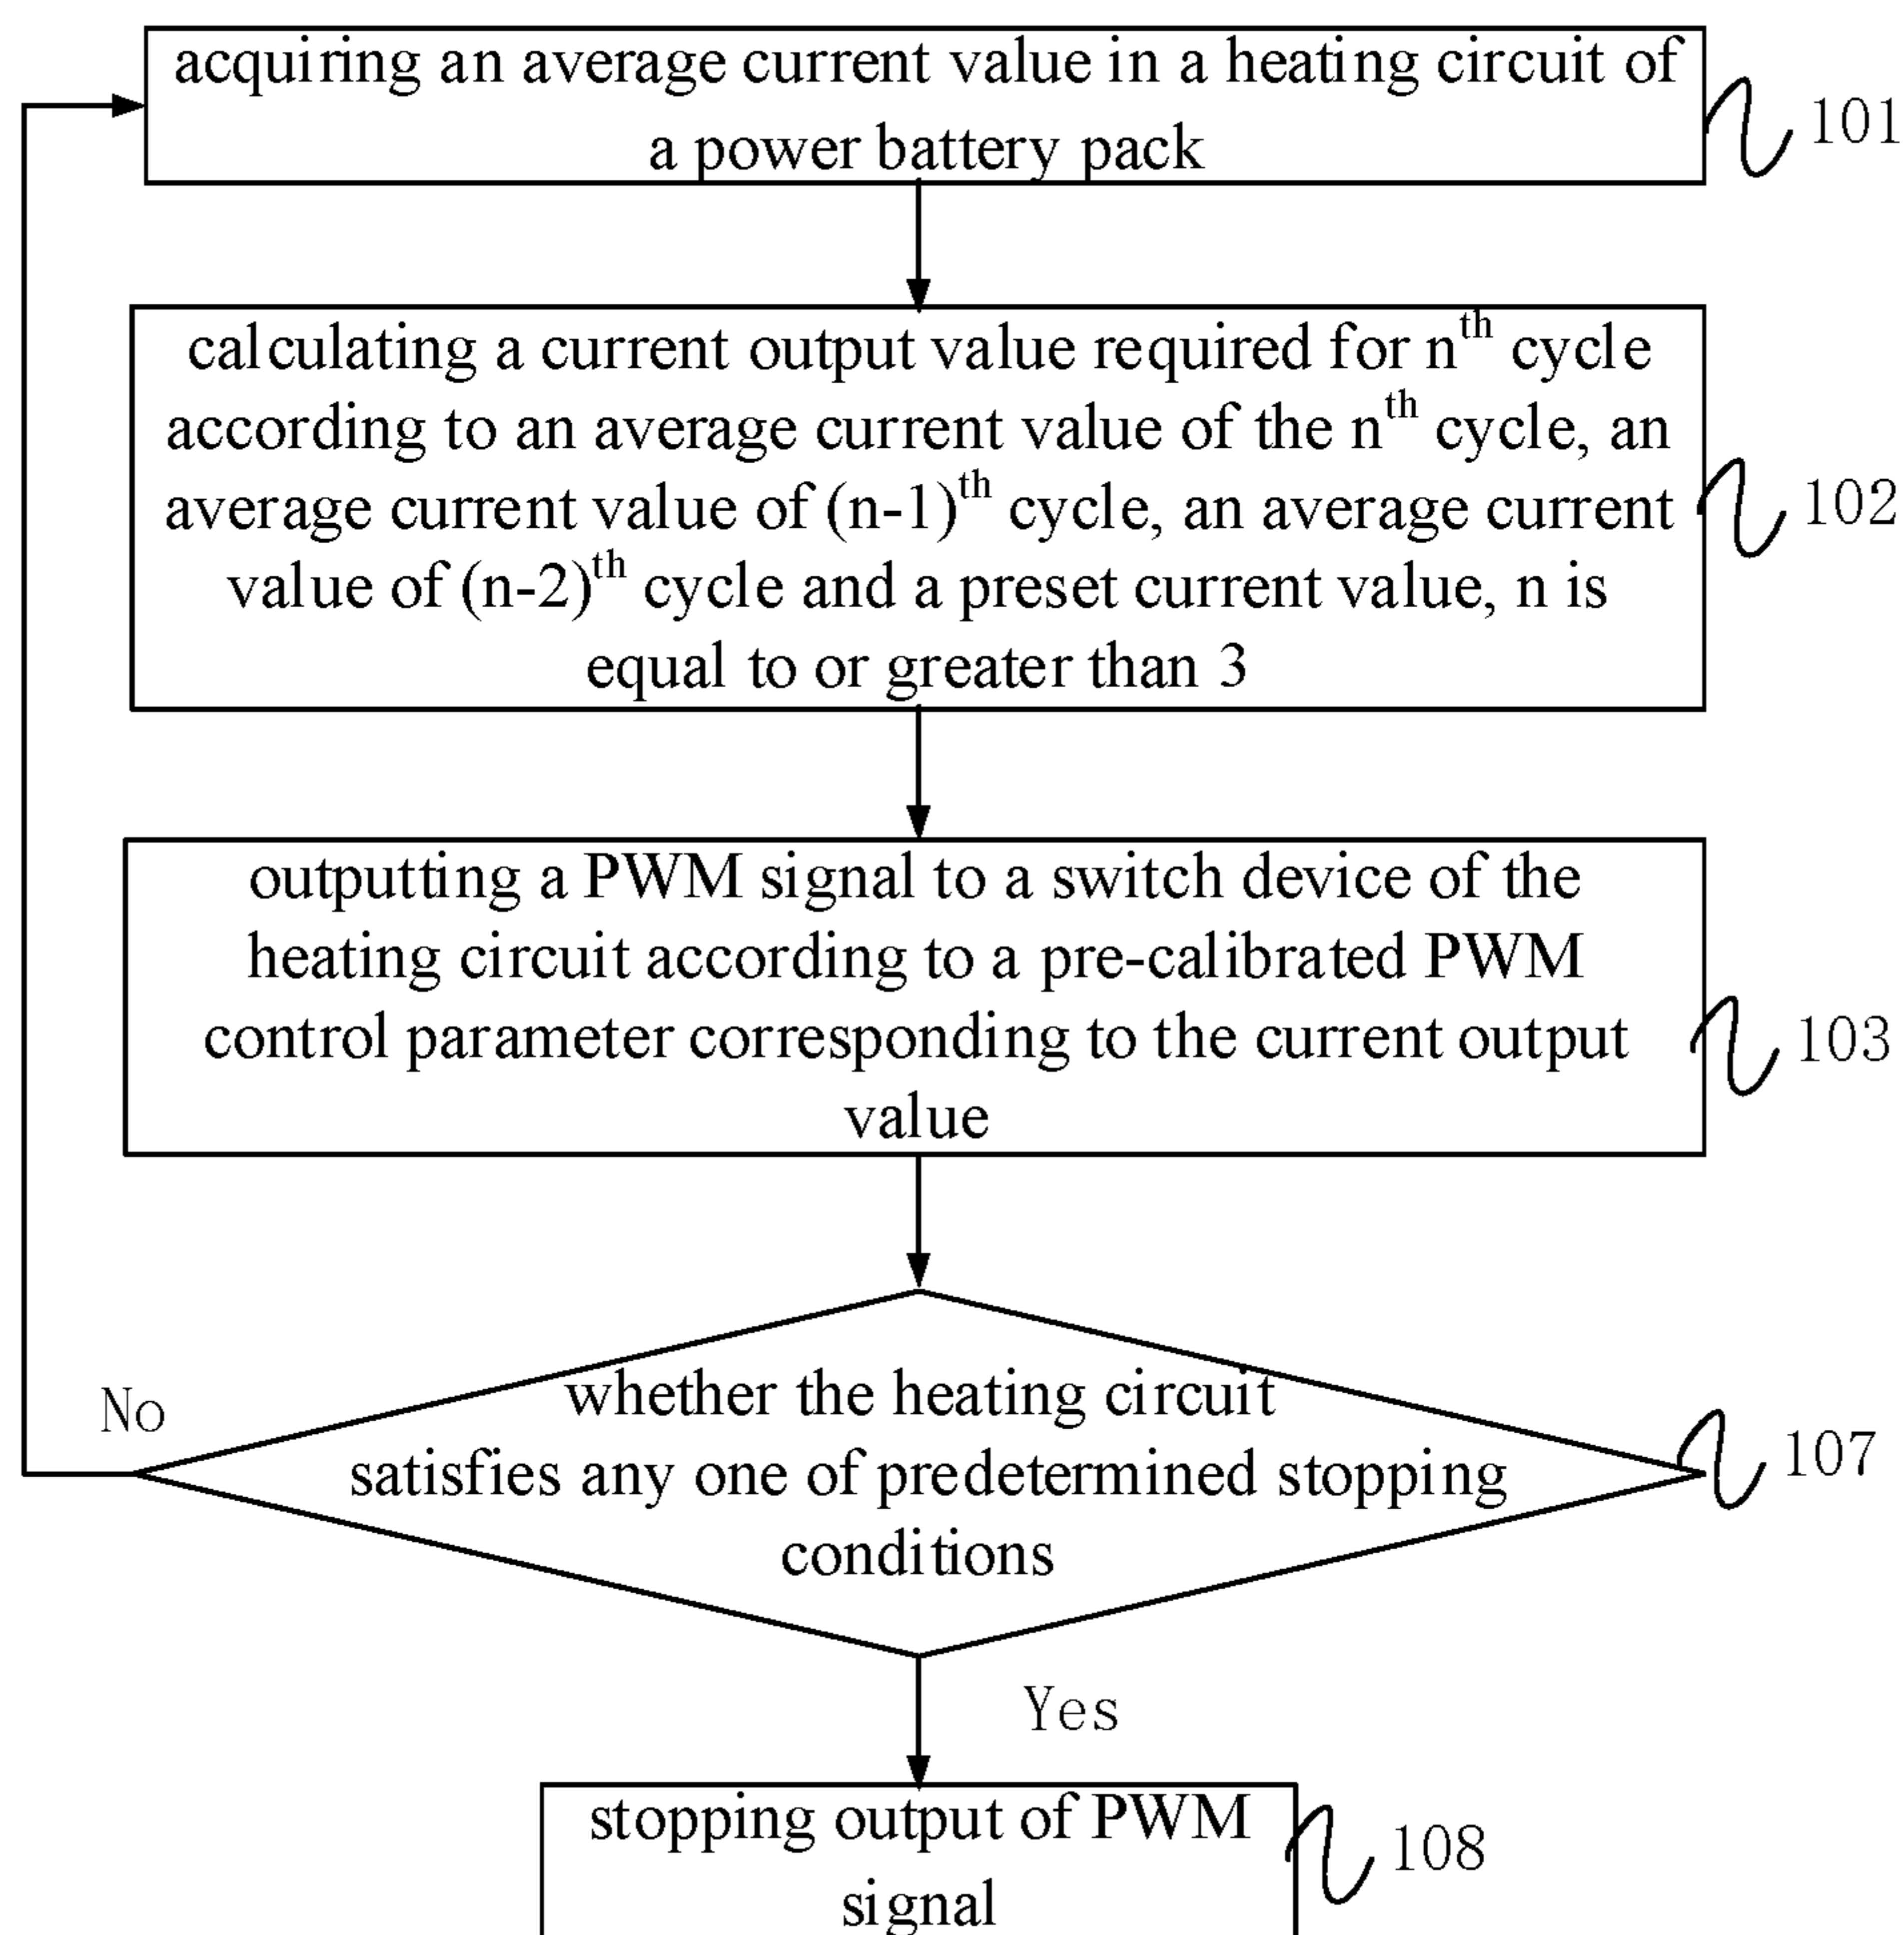 acquiring an average current value in a heating circuit of
a power battery pack
101
calculating a current output value required for nth cycle
according to an average current value of the nth cycle, an
average current value of (n-1)th cycle, an average current
value of (n-2)th cycle and a preset current value, n is
equal to or greater than 3
102
outputting a PWM signal to a switch device of the
heating circuit according to a pre-calibrated PWM
control parameter corresponding to the current output
value
103
whether the heating circuit
satisfies any one of predetermined stopping
conditions
107
No
Yes
stopping output of PWM
signal
108